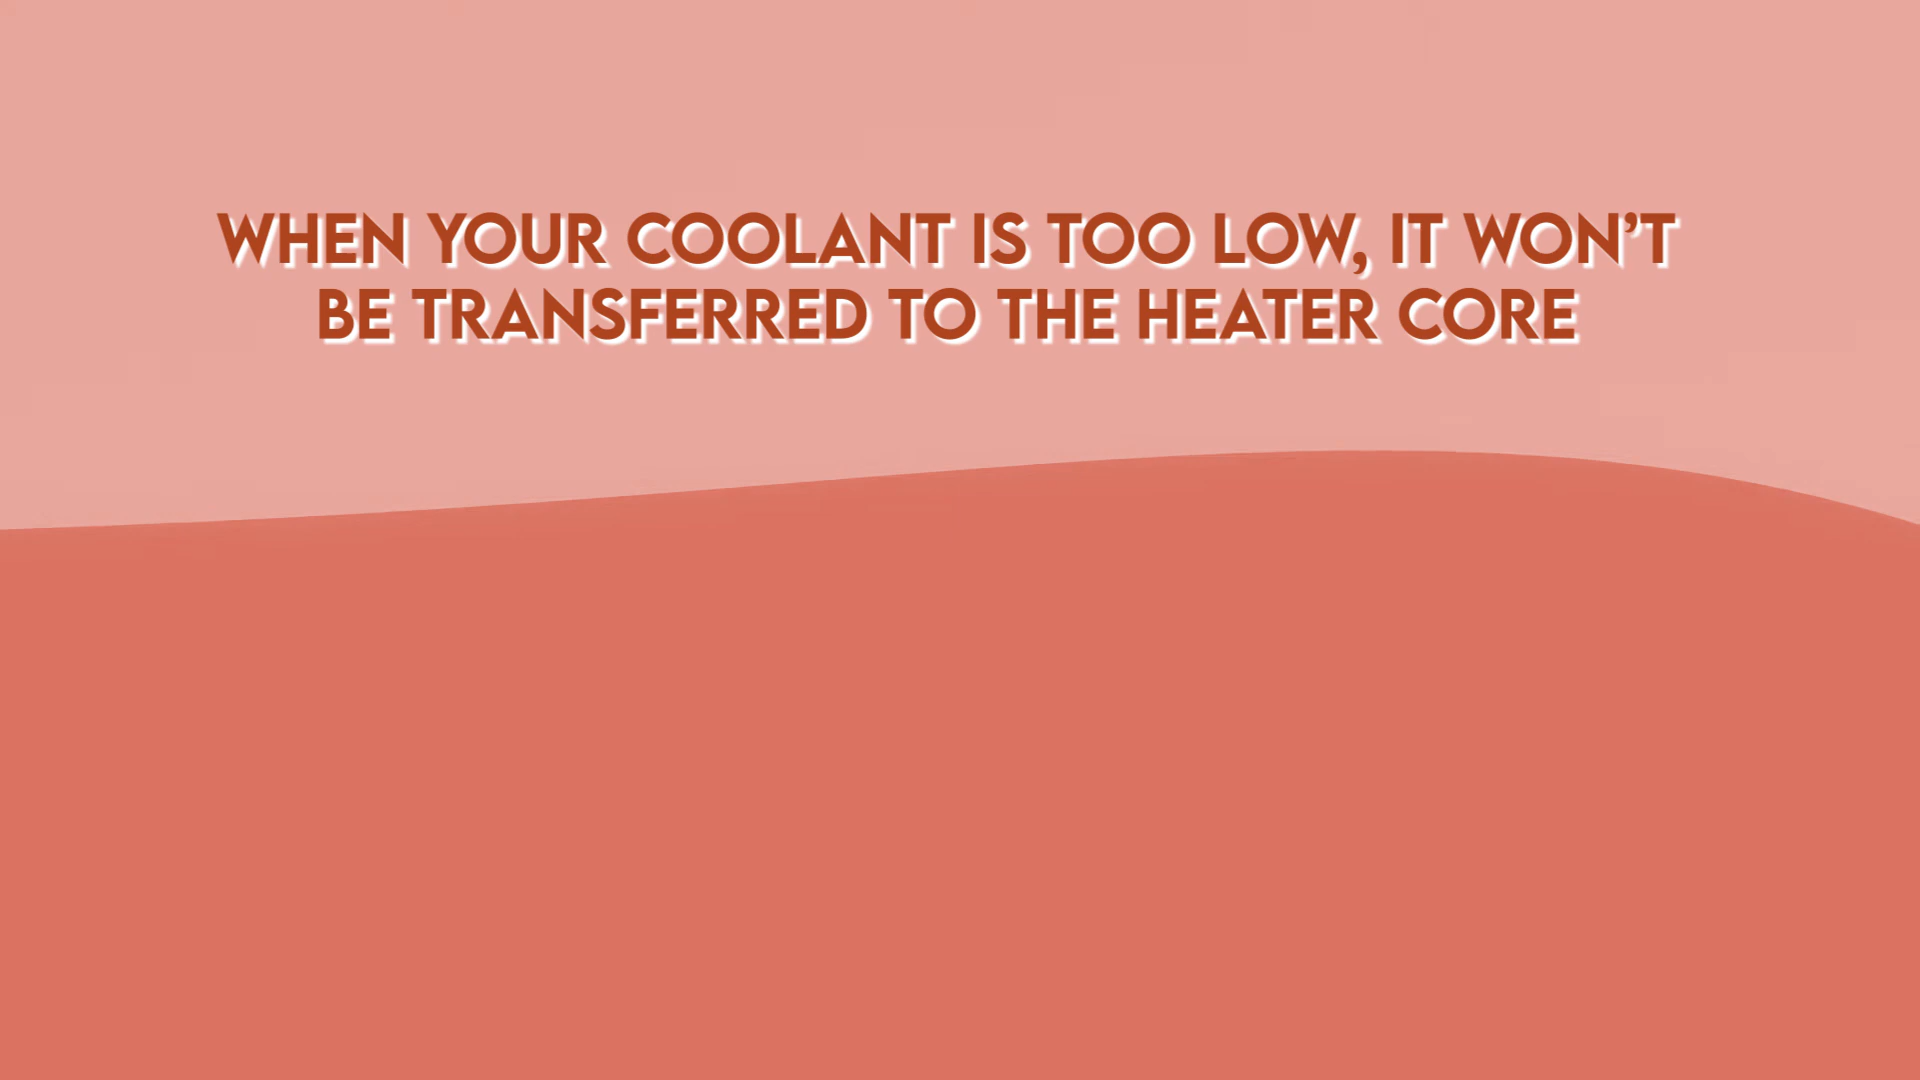 WHEN YOUR COOLANT IS TOO LOW, IT WON’T
BE TRANSFERRED TO THE HEATER CORE